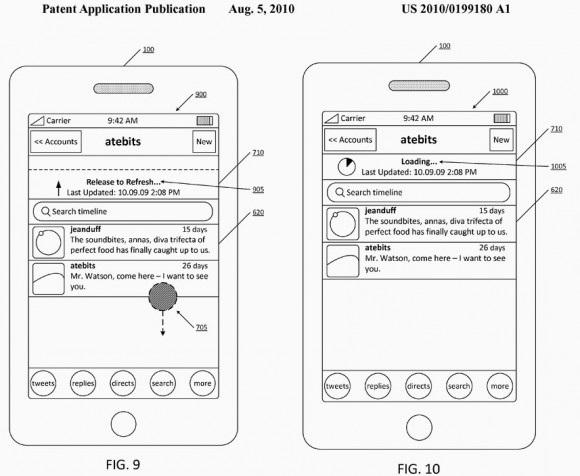 Patent Application Publication Aug. 5, 2010 US 2010/0199180 A1
100
900
Carrier 9:42 AM
<< Accounts atebits New
710
Release to Refresh...
905
Last Updated: 10.09.09 2:08 PM
Search timeline
620
jeanduff 15 days
The soundbites, annas, diva trifecta of
perfect food has finally caught up to us.
atebits 26 days
Mr. Watson, come here – I want to see
you.
705
tweets replies directs search more
FIG. 9
100
1000
Carrier 9:42 AM
<< Accounts atebits New
710
Loading...
1005
Last Updated: 10.09.09 2:08 PM
Search timeline
620
jeanduff 15 days
The soundbites, annas, diva trifecta of
perfect food has finally caught up to us.
atebits 26 days
Mr. Watson, come here – I want to see
you.
tweets replies directs search more
FIG. 10